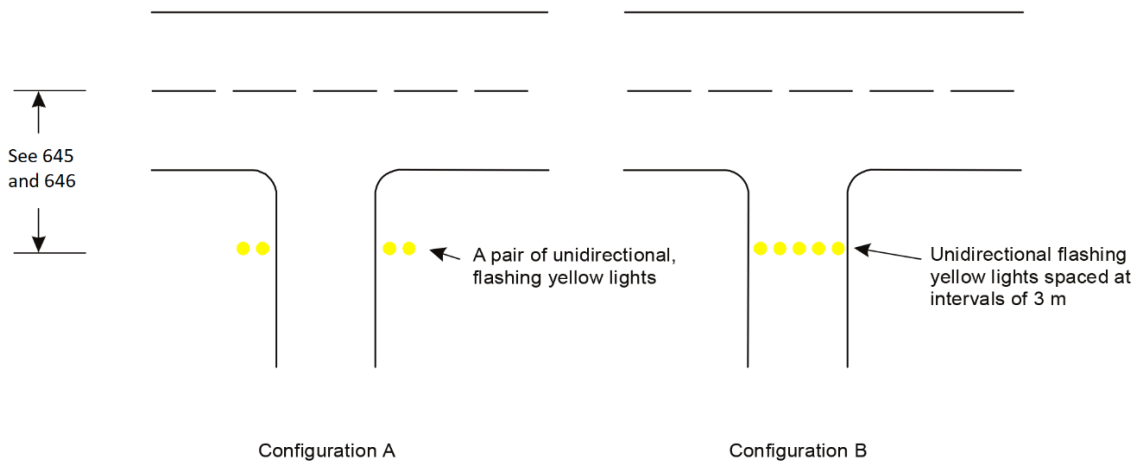 See 645
and 646
A pair of unidirectional,
flashing yellow lights
Unidirectional flashing
yellow lights spaced at
intervals of 3 m
Configuration A
Configuration B